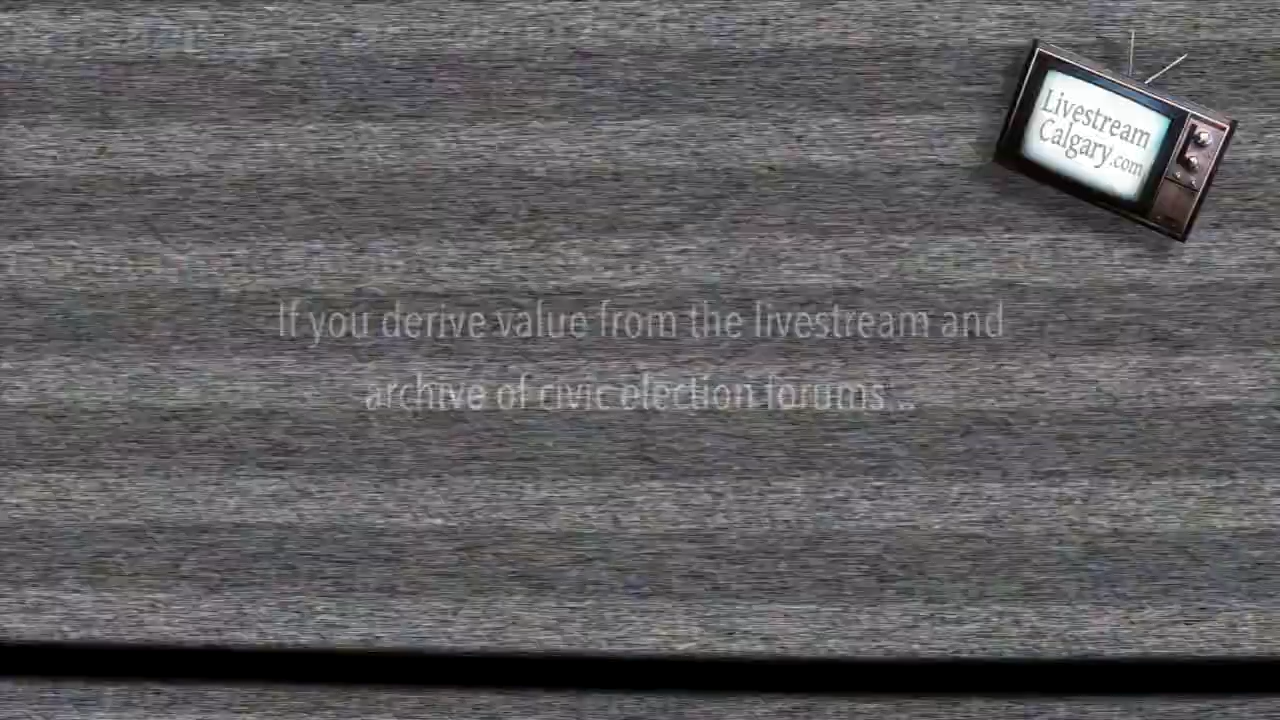 Livestream
Calgary.com
If you derive value from the livestream and
archive of civic election forums ...